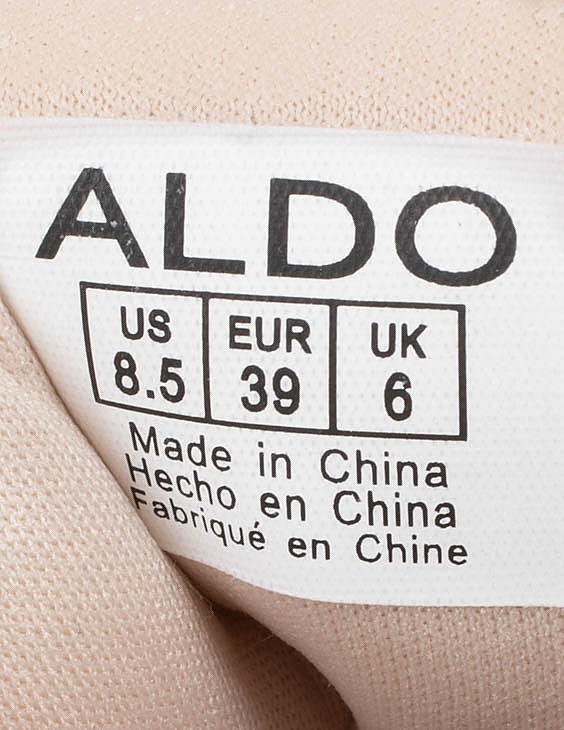 ALDO
US EUR UK
8.5 39 6
Made in China
Hecho en China
Fabriqué en Chine